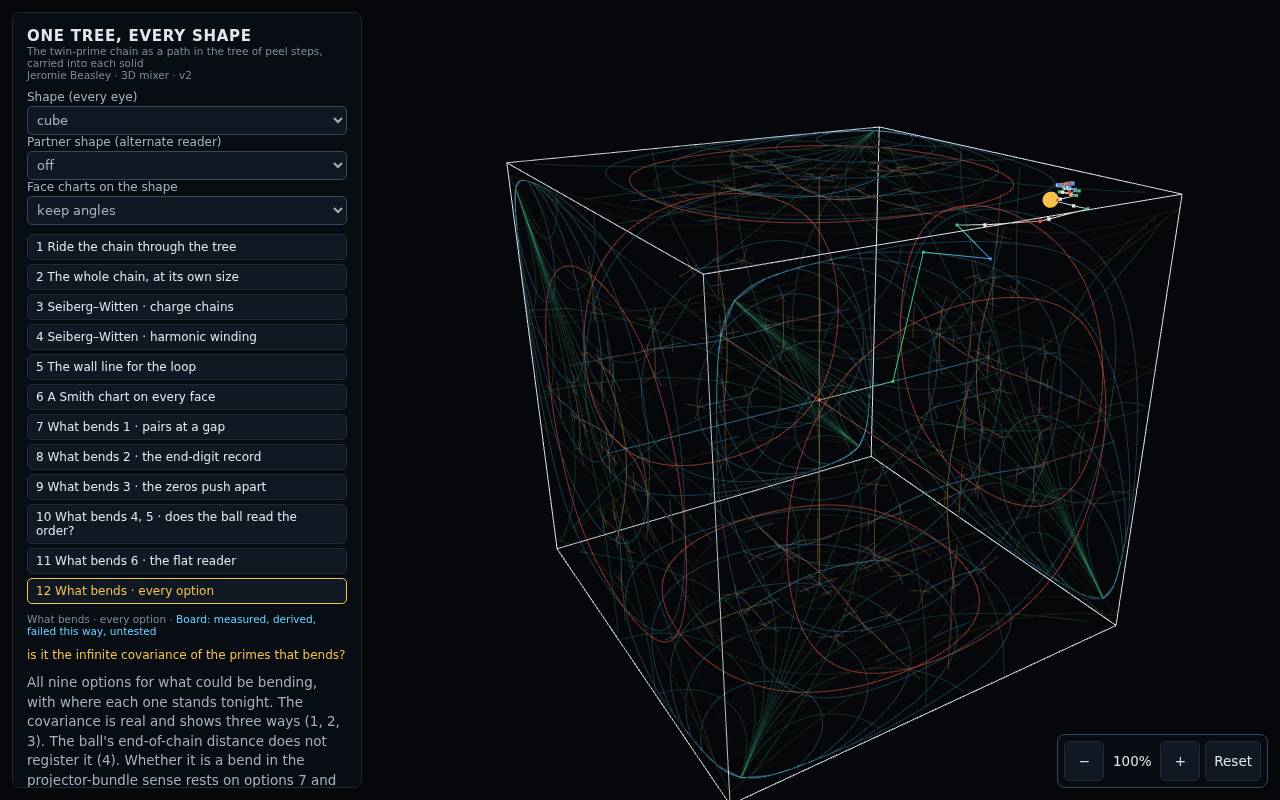 ONE TREE, EVERY SHAPE
The twin-prime chain as a path in the tree of peel steps,
carried into each solid
Jeromie Beasley · 3D mixer · v2
Shape (every eye)
cube
Partner shape (alternate reader)
off
Face charts on the shape
keep angles
1 Ride the chain through the tree
2 The whole chain, at its own size
3 Seiberg–Witten · charge chains
4 Seiberg–Witten · harmonic winding
5 The wall line for the loop
6 A Smith chart on every face
7 What bends 1 · pairs at a gap
8 What bends 2 · the end-digit record
9 What bends 3 · the zeros push apart
10 What bends 4, 5 · does the ball read the
order?
11 What bends 6 · the flat reader
12 What bends · every option
What bends · every option · Board: measured, derived,
failed this way, untested
is it the infinite covariance of the primes that bends?
All nine options for what could be bending,
with where each one stands tonight. The
covariance is real and shows three ways (1, 2,
3). The ball's end-of-chain distance does not
register it (4). Whether it is a bend in the
projector-bundle sense rests on options 7 and
− 100% + Reset